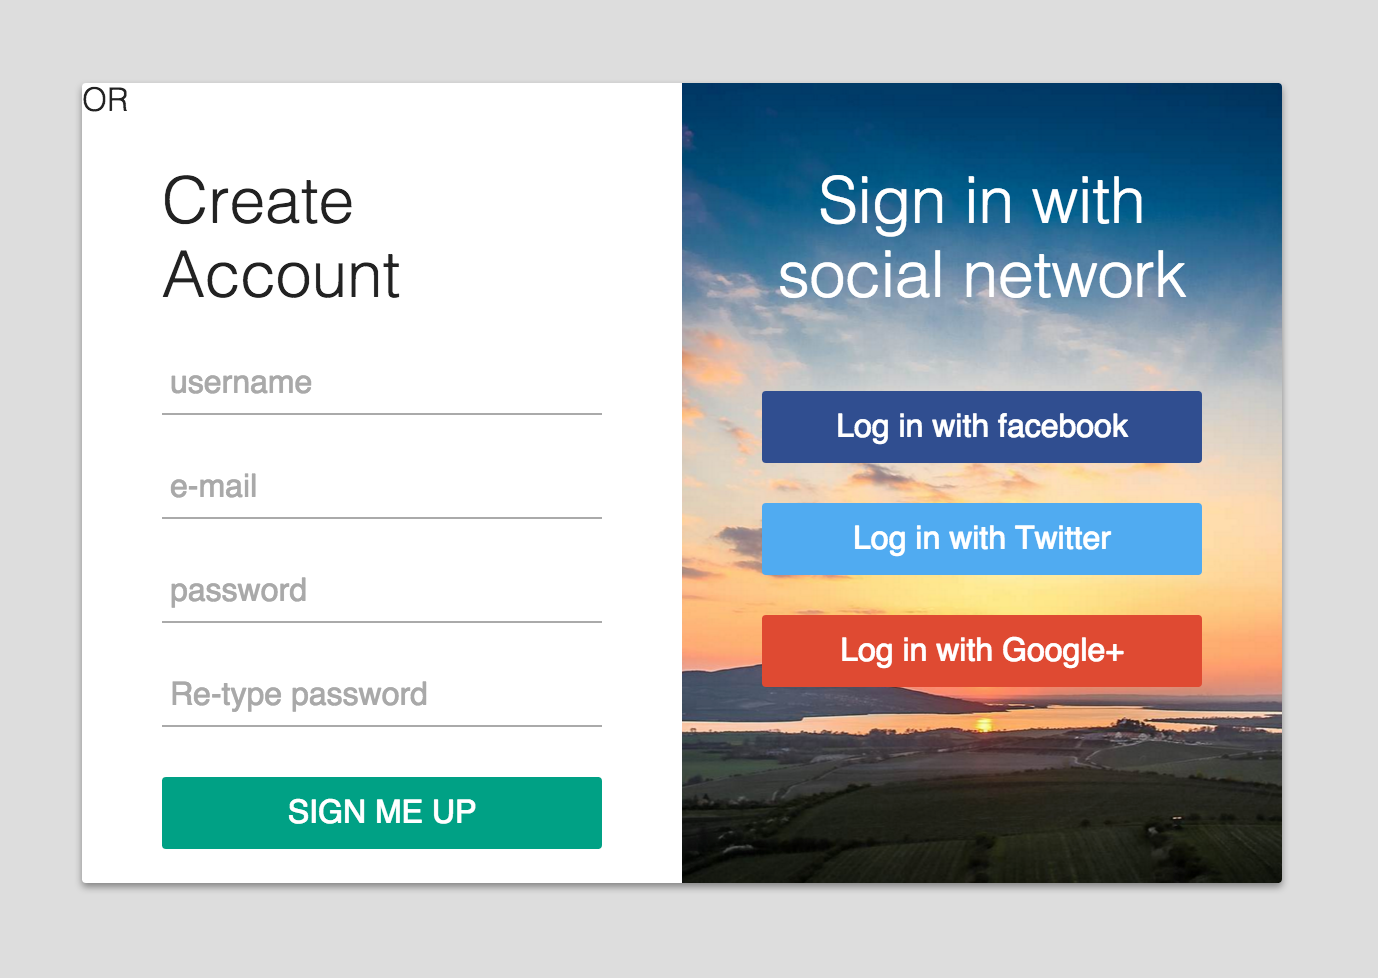 OR
Create
Account
username
e-mail
password
Re-type password
SIGN ME UP
Sign in with
social network
Log in with facebook
Log in with Twitter
Log in with Google+